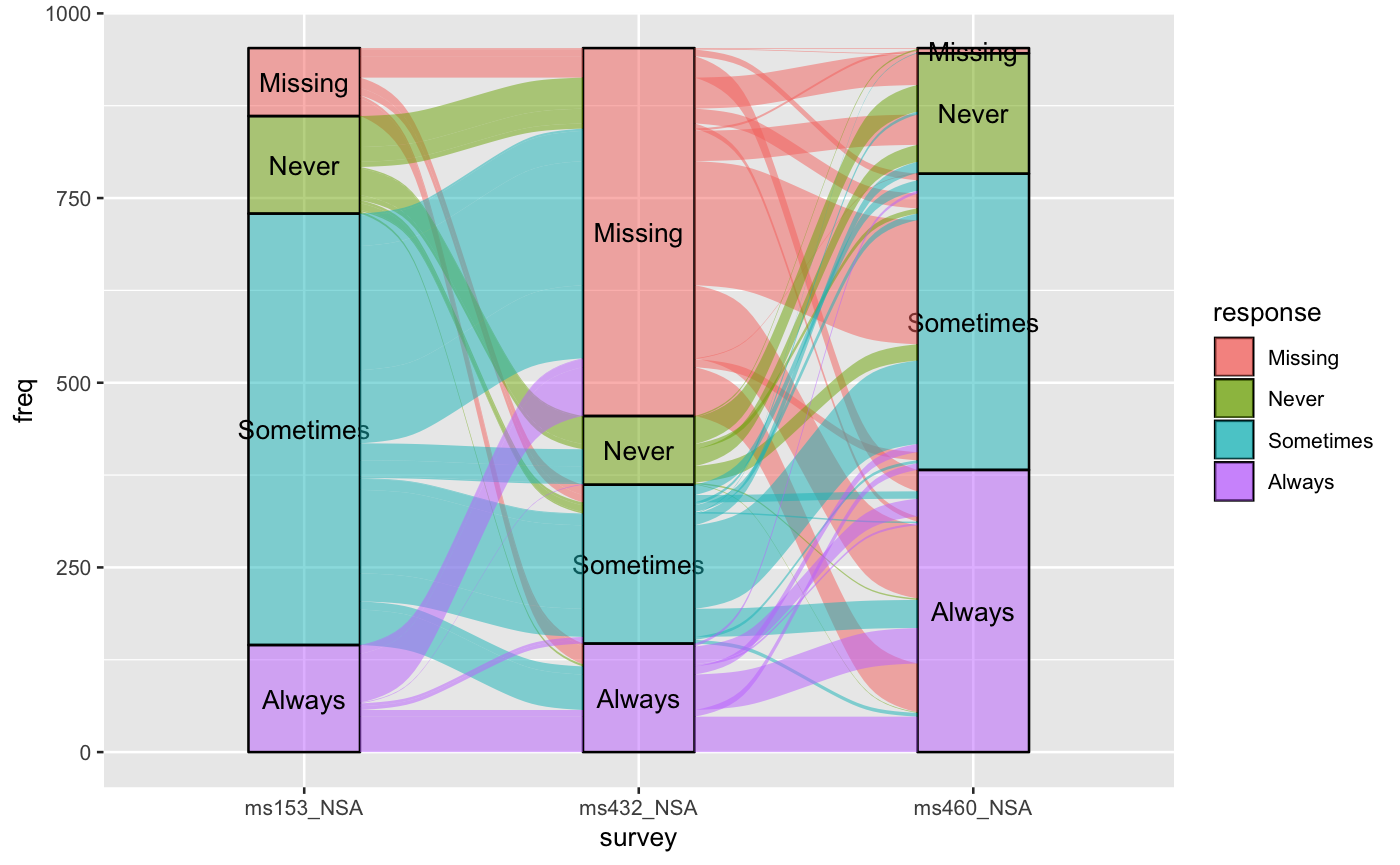 1000
750
500
250
0
freq
Missing
Never
Sometimes
Always
Missing
Never
Sometimes
Always
Missing
Never
Sometimes
Always
ms153_NSA
ms432_NSA
ms460_NSA
survey
response
Missing
Never
Sometimes
Always